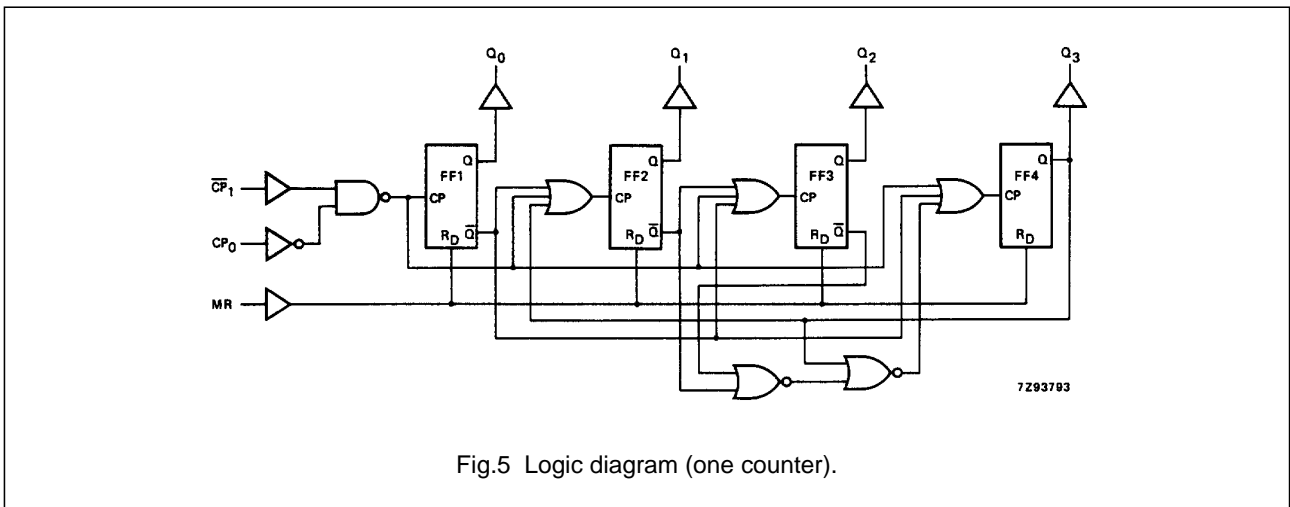 Q0 Q1 Q2 Q3
Q Q Q Q
FF1 FF2 FF3 FF4
C̅P̅1
CP CP CP CP
RD Q̅ RD Q̅ RD Q̅ RD
CP0
MR
7Z93793
Fig.5 Logic diagram (one counter).